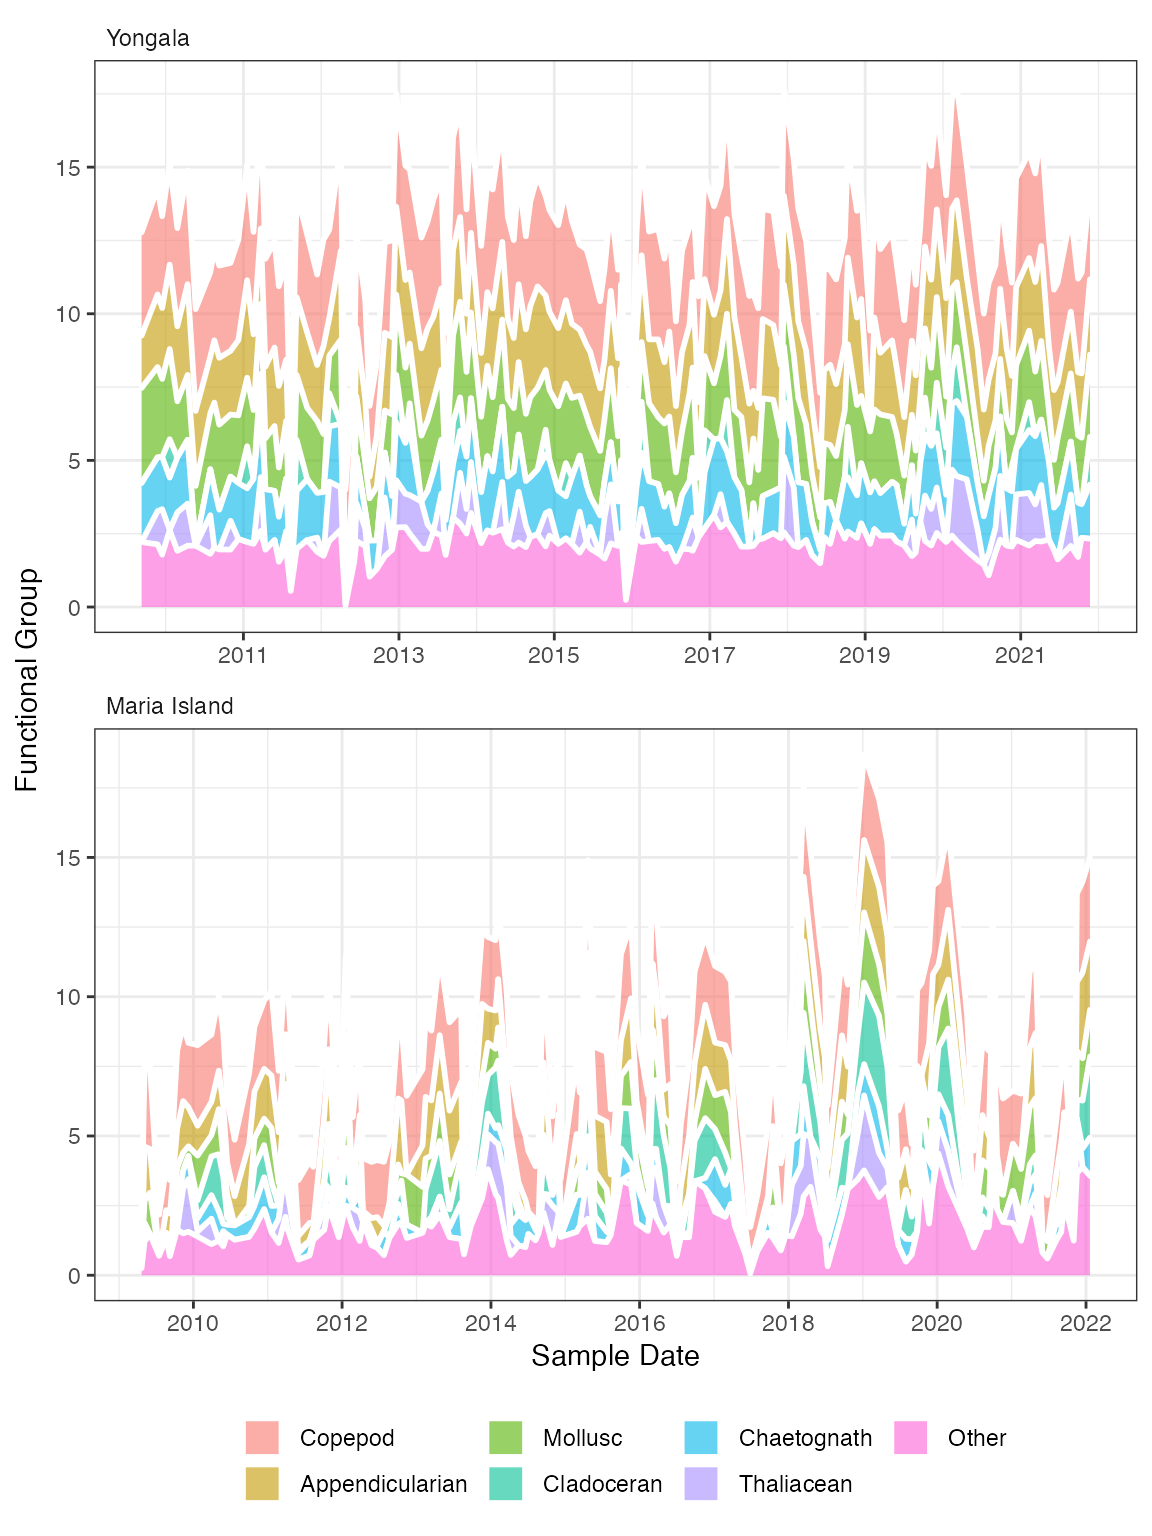 Yongala
15
10
5
0
2011 2013 2015 2017 2019 2021
Functional Group
Maria Island
15
10
5
0
2010 2012 2014 2016 2018 2020 2022
Sample Date
Copepod Mollusc Chaetognath Other
Appendicularian Cladoceran Thaliacean